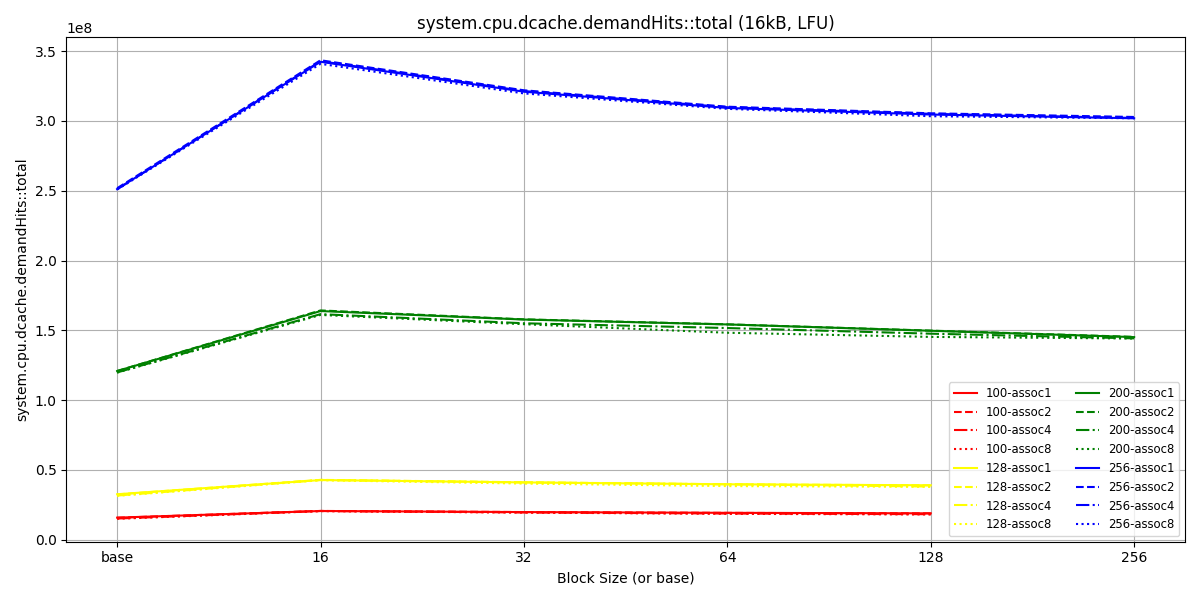 system.cpu.dcache.demandHits::total (16kB, LFU)
1e8
3.5
3.0
2.5
2.0
1.5
1.0
0.5
0.0
system.cpu.dcache.demandHits::total
base 16 32 64 128 256
Block Size (or base)
100-assoc1 200-assoc1
100-assoc2 200-assoc2
100-assoc4 200-assoc4
100-assoc8 200-assoc8
128-assoc1 256-assoc1
128-assoc2 256-assoc2
128-assoc4 256-assoc4
128-assoc8 256-assoc8